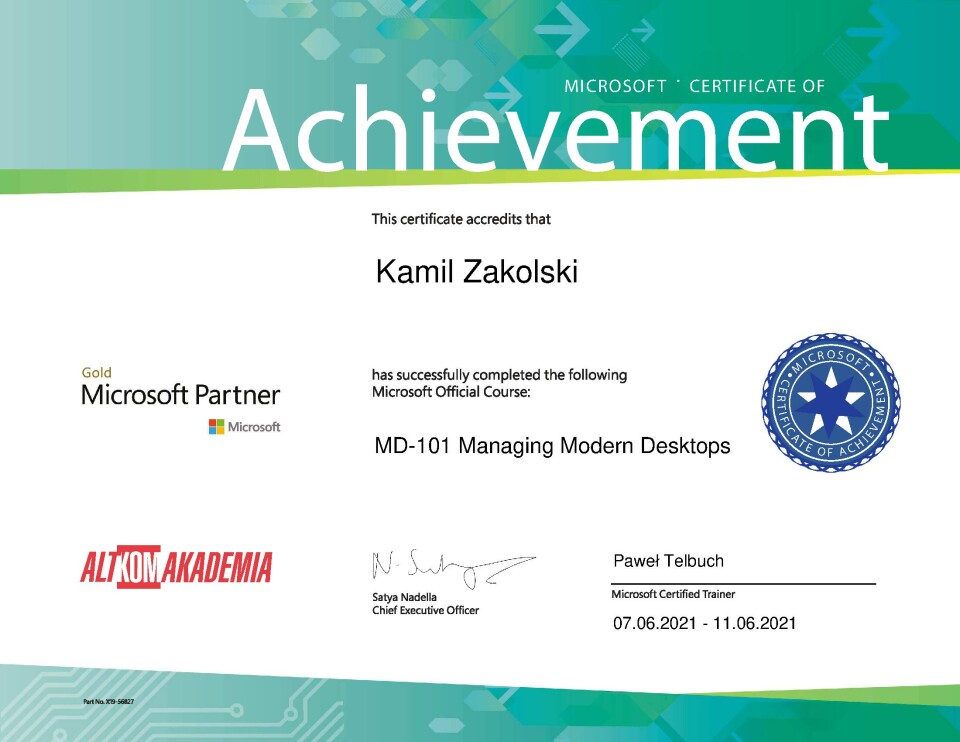 MICROSOFT CERTIFICATE OF
Achievement
This certificate accredits that
Kamil Zakolski
Gold
Microsoft Partner
Microsoft
has successfully completed the following
Microsoft Official Course:
MD-101 Managing Modern Desktops
MICROSOFT
CERTIFICATE OF ACHIEVEMENT
ALTKOM AKADEMIA
N. Satya
Satya Nadella
Chief Executive Officer
Paweł Telbuch
Microsoft Certified Trainer
07.06.2021 - 11.06.2021
Part No. X19-56827